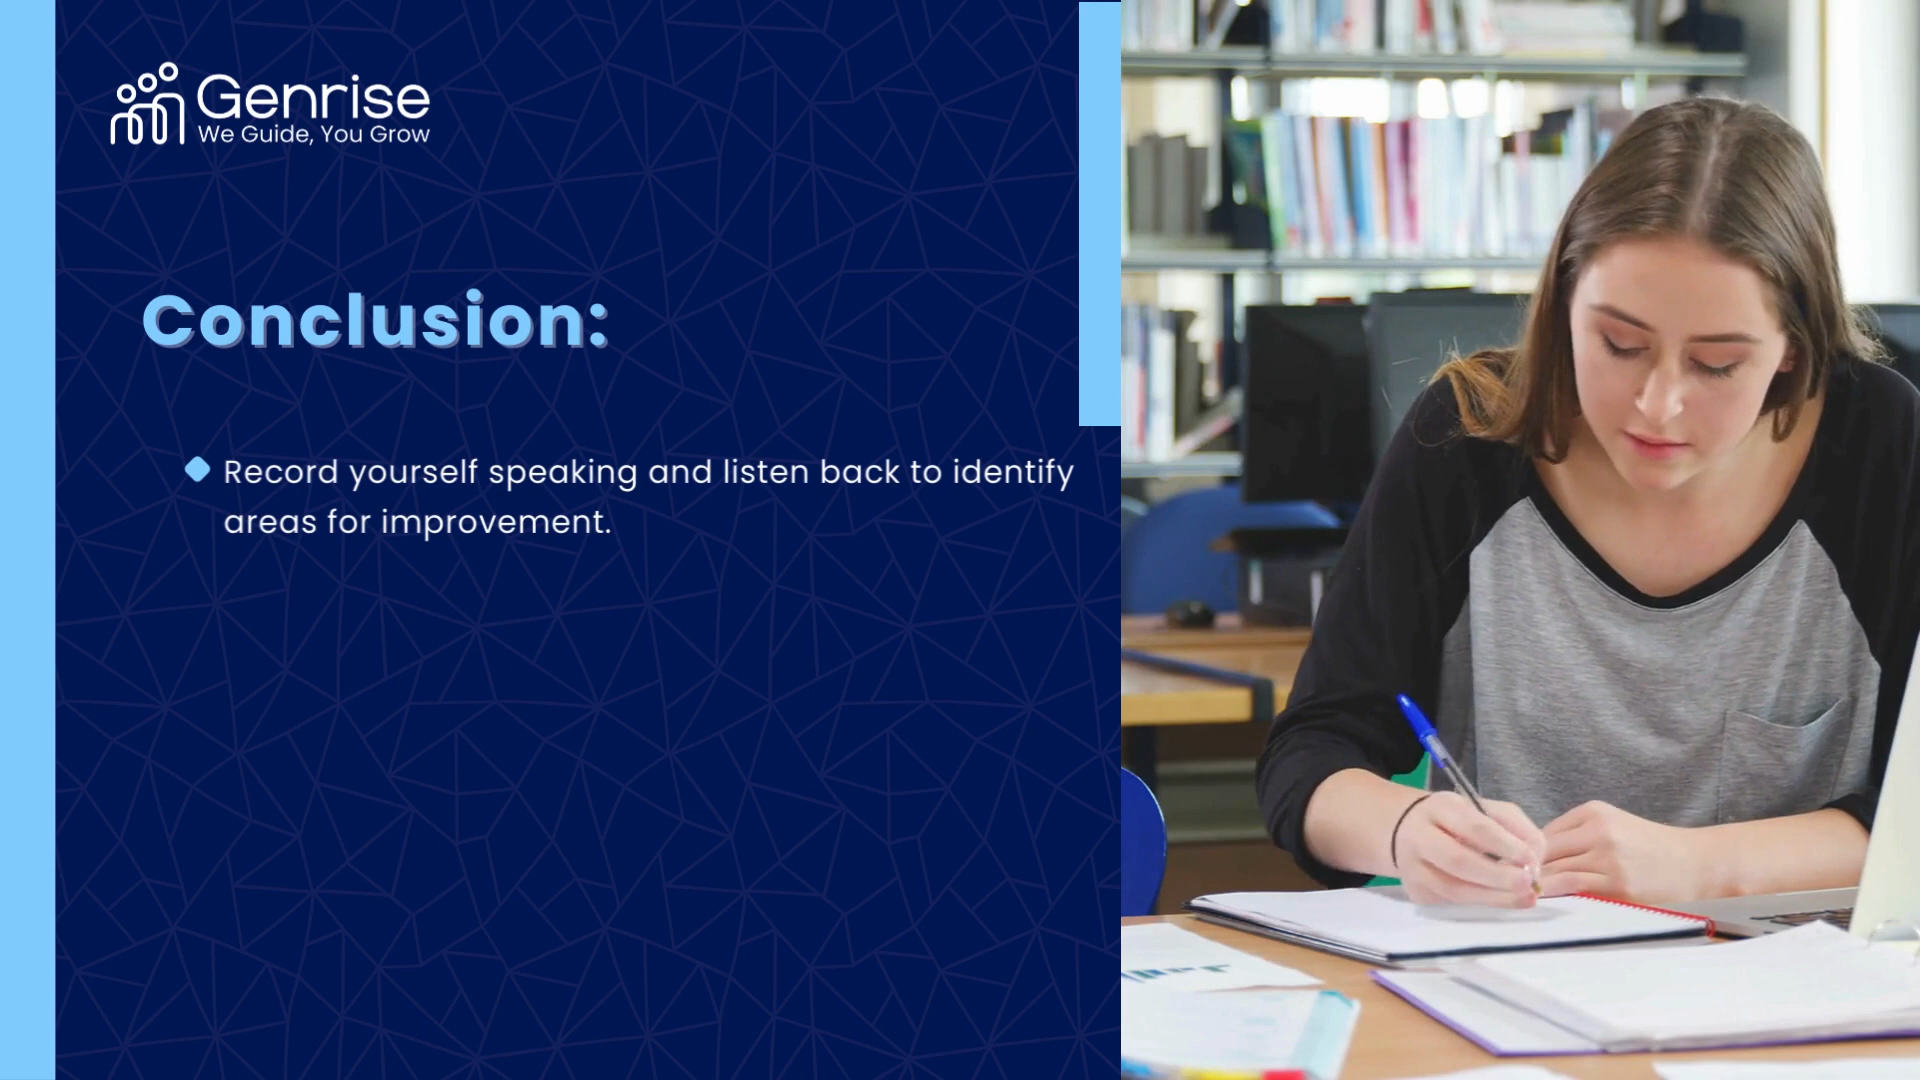 Genrise
We Guide, You Grow
Conclusion:
Record yourself speaking and listen back to identify
areas for improvement.